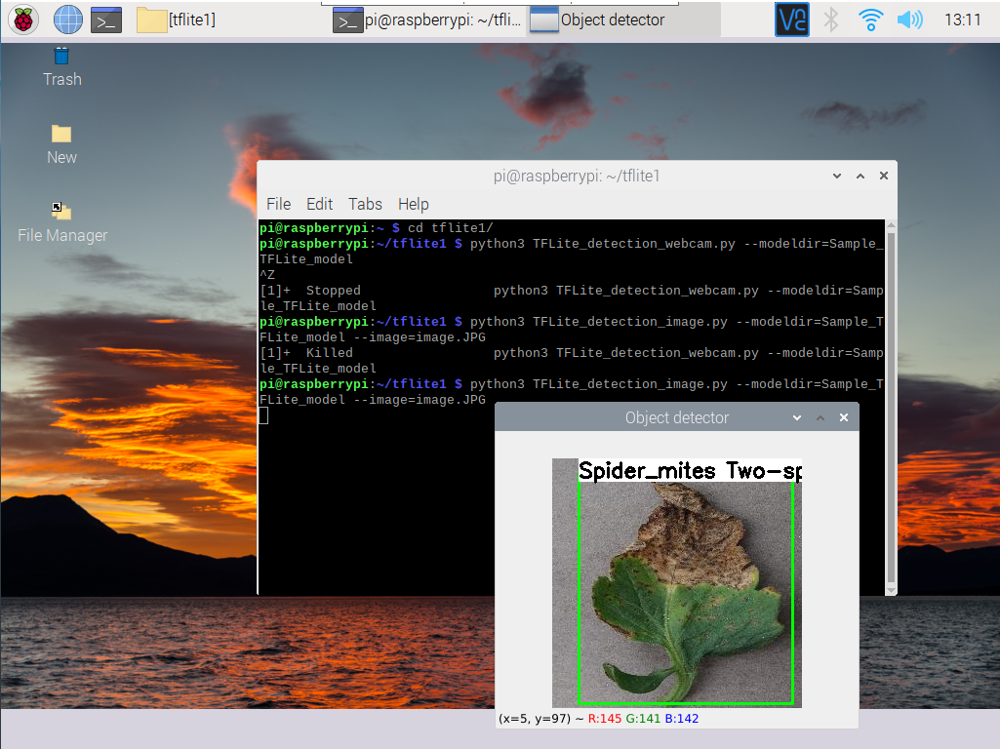 [tflite1]
pi@raspberrypi: ~/tfli...
Object detector
13:11
Trash
New
File Manager
pi@raspberrypi: ~/tflite1
File Edit Tabs Help
pi@raspberrypi:~ $ cd tflite1/
pi@raspberrypi:~/tflite1 $ python3 TFLite_detection_webcam.py --modeldir=Sample_
TFLite_model
^Z
[1]+  Stopped                 python3 TFLite_detection_webcam.py --modeldir=Samp
le_TFLite_model
pi@raspberrypi:~/tflite1 $ python3 TFLite_detection_image.py --modeldir=Sample_T
FLite_model --image=image.JPG
[1]+  Killed                  python3 TFLite_detection_webcam.py --modeldir=Samp
le_TFLite_model
pi@raspberrypi:~/tflite1 $ python3 TFLite_detection_image.py --modeldir=Sample_T
FLite_model --image=image.JPG
Object detector
Spider_mites Two-sp
(x=5, y=97) ~ R:145 G:141 B:142